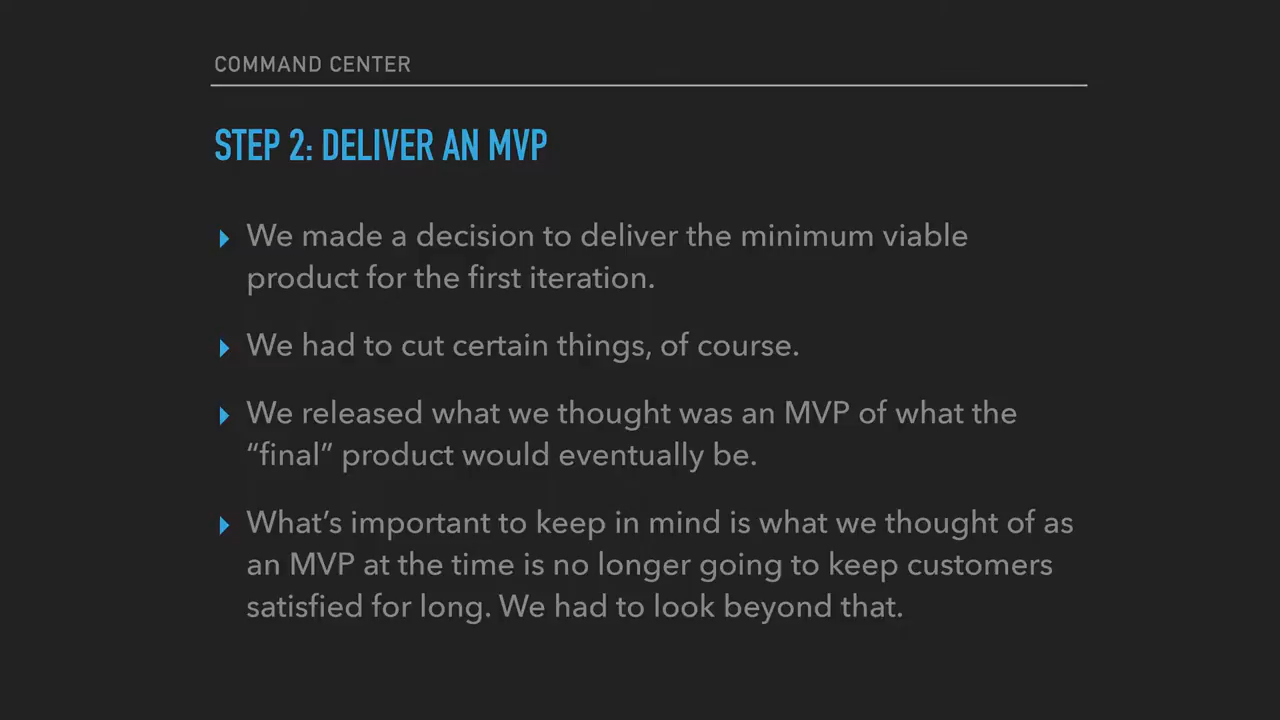 COMMAND CENTER
STEP 2: DELIVER AN MVP
We made a decision to deliver the minimum viable
product for the first iteration.
We had to cut certain things, of course.
We released what we thought was an MVP of what the
“final” product would eventually be.
What’s important to keep in mind is what we thought of as
an MVP at the time is no longer going to keep customers
satisfied for long. We had to look beyond that.